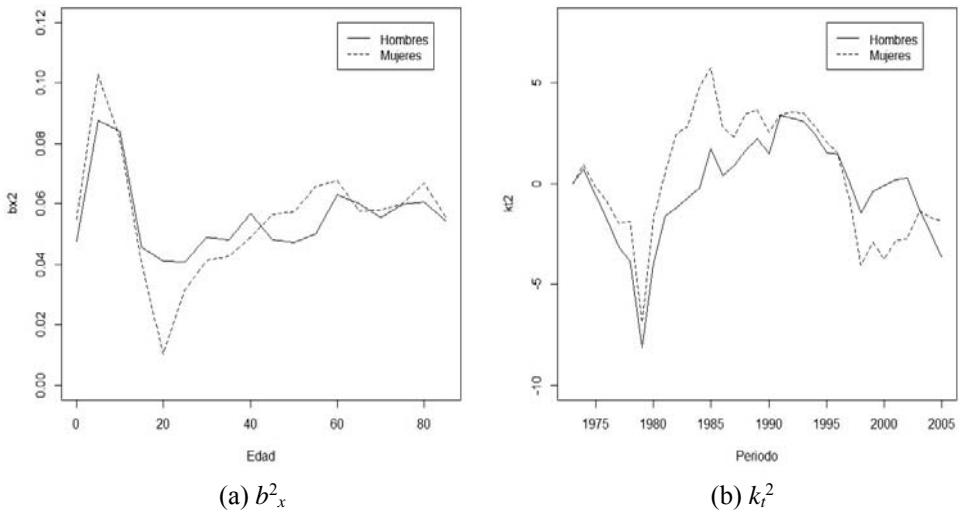 Hombres
Mujeres
bx2
0.00
0.02
0.04
0.06
0.08
0.10
0.12
0
20
40
60
80
Edad
(a) b²ₓ
Hombres
Mujeres
kt2
-10
-5
0
5
1975
1980
1985
1990
1995
2000
2005
Periodo
(b) kₜ²